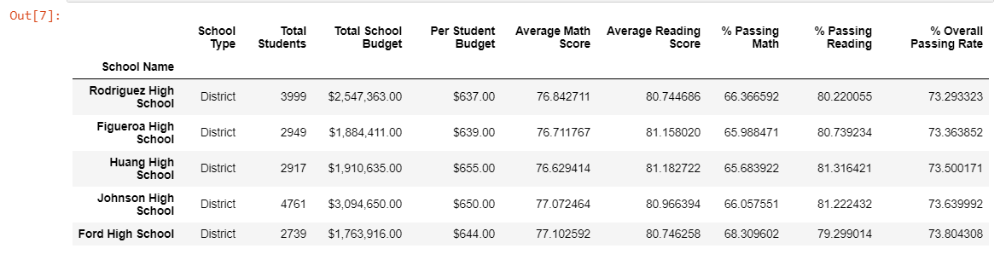 Out[7]:
School Type Total Students Total School Budget Per Student Budget Average Math Score Average Reading Score % Passing Math % Passing Reading % Overall Passing Rate
School Name
Rodriguez High School District 3999 $2,547,363.00 $637.00 76.842711 80.744686 66.366592 80.220055 73.293323
Figueroa High School District 2949 $1,884,411.00 $639.00 76.711767 81.158020 65.988471 80.739234 73.363852
Huang High School District 2917 $1,910,635.00 $655.00 76.629414 81.182722 65.683922 81.316421 73.500171
Johnson High School District 4761 $3,094,650.00 $650.00 77.072464 80.966394 66.057551 81.222432 73.639992
Ford High School District 2739 $1,763,916.00 $644.00 77.102592 80.746258 68.309602 79.299014 73.804308